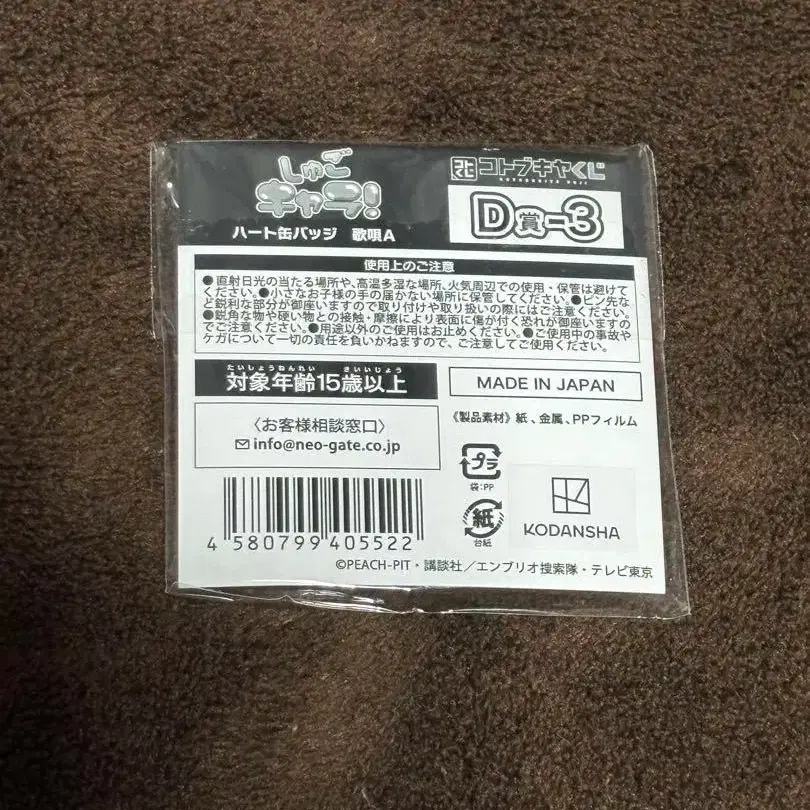 しゅご
キャラ!
ハート缶バッジ 歌唄A
コトブキヤくじ
KOTOBUKIYA KUJI
D賞-3
使用上のご注意
●直射日光の当たる場所や、高温多湿な場所、火気周辺での使用・保管は避けて
ください。●小さなお子様の手の届かない場所に保管してください。●ピン先な
ど鋭利な部分が御座いますので取り付けや取り扱いの際にはご注意ください。
●鋭角な物や硬い物との接触・摩擦により表面に傷が付く恐れが御座いますの
でご注意ください。●用途以外のご使用はお止めください。●ご使用中の事故や
ケガについて一切の責任を負いかねますので、ご注意してご使用ください。
たいしょうねんれい さいいじょう
対象年齢15歳以上
MADE IN JAPAN
〈お客様相談窓口〉
info@neo-gate.co.jp
《製品素材》紙、金属、PPフィルム
プラ
袋:PP
紙
台紙
KODANSHA
4 580799 405522
©PEACH-PIT・講談社/エンブリオ捜索隊・テレビ東京